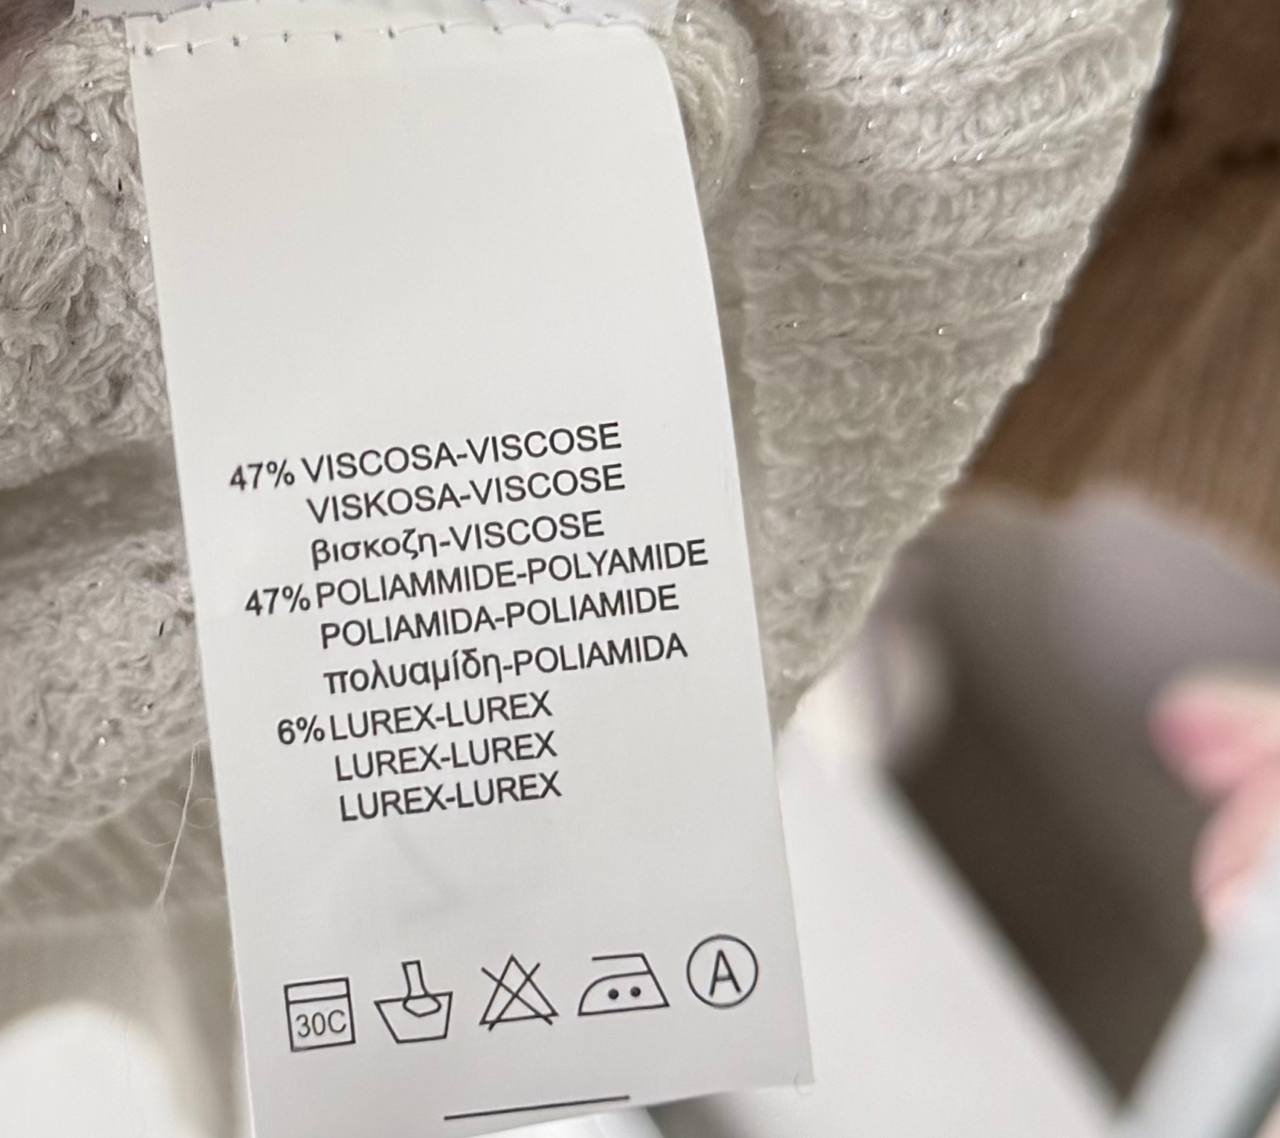 47% VISCOSA-VISCOSE
VISKOSA-VISCOSE
βισκοζη-VISCOSE
47% POLIAMMIDE-POLYAMIDE
POLIAMIDA-POLIAMIDE
πολυαμίδη-POLIAMIDA
6% LUREX-LUREX
LUREX-LUREX
LUREX-LUREX
30C
A